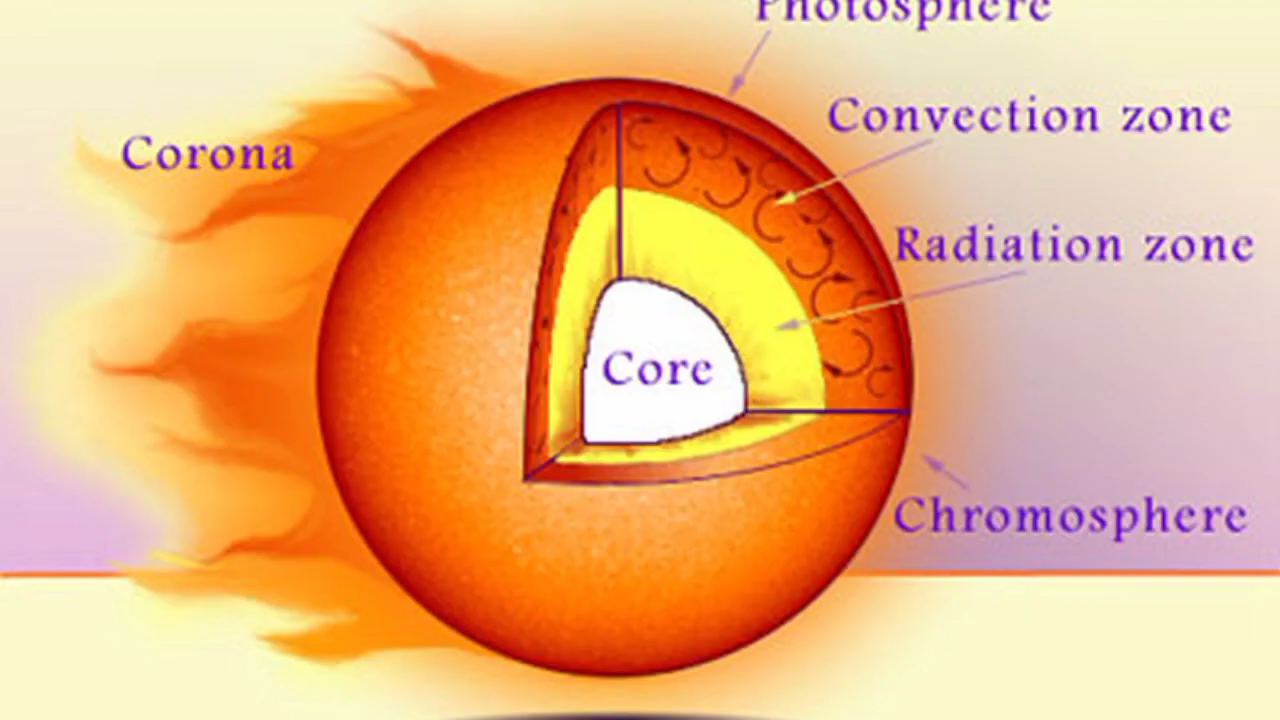 Photosphere
Convection zone
Corona
Radiation zone
Core
Chromosphere